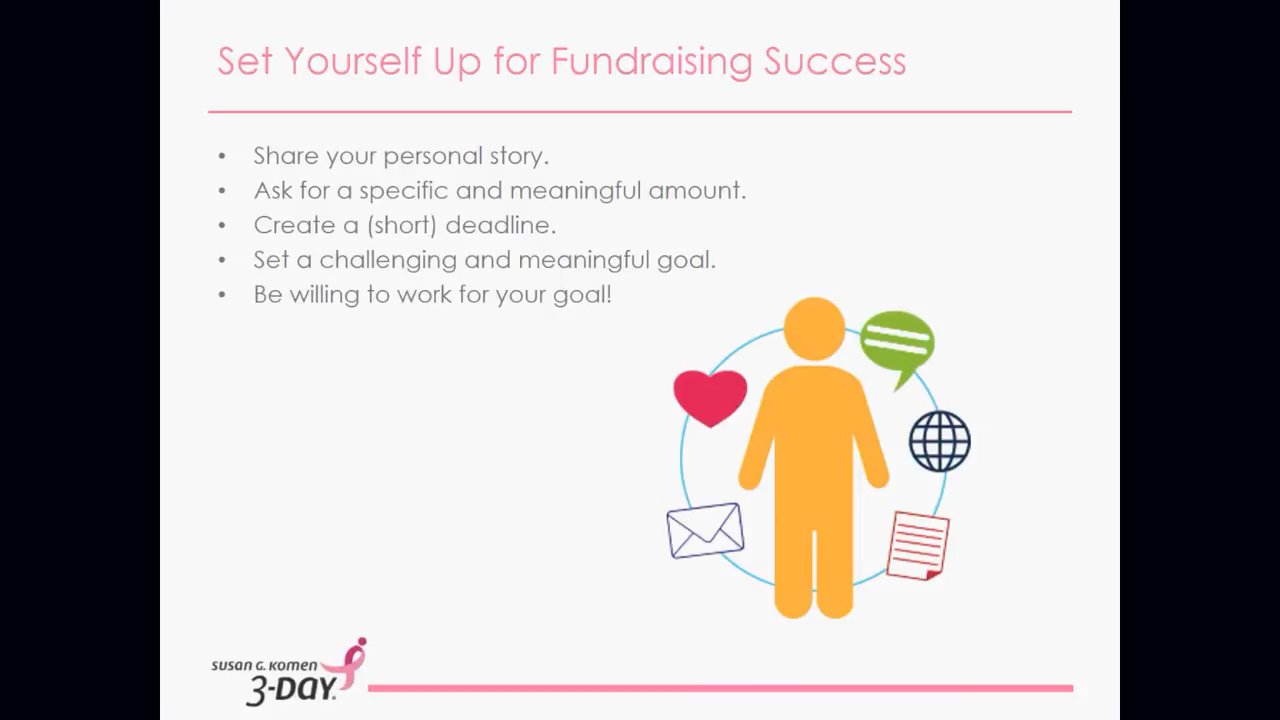 Set Yourself Up for Fundraising Success
• Share your personal story.
• Ask for a specific and meaningful amount.
• Create a (short) deadline.
• Set a challenging and meaningful goal.
• Be willing to work for your goal!
SUSAN G. KOMEN
3-DAY.